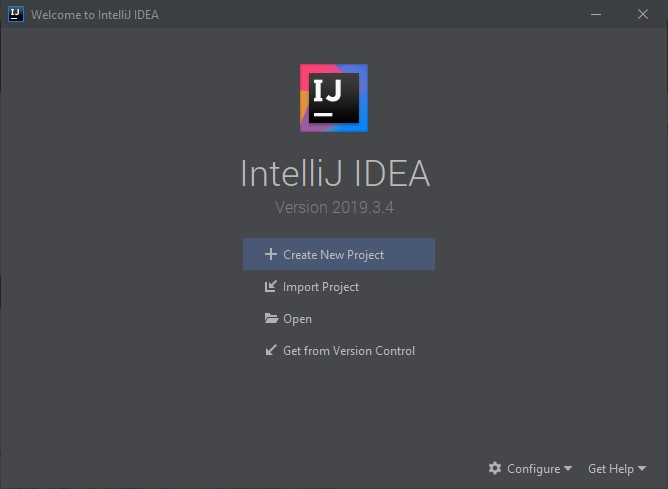 IJ
Welcome to IntelliJ IDEA
IJ
IntelliJ IDEA
Version 2019.3.4
Create New Project
Import Project
Open
Get from Version Control
Configure
Get Help